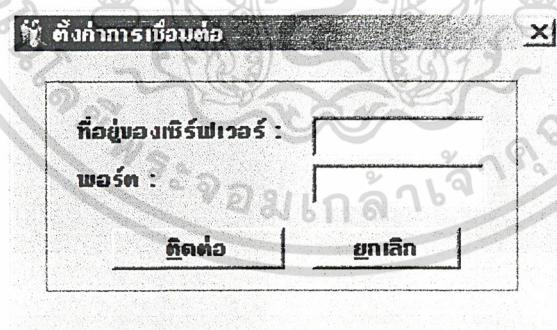 ตั้งค่าการเชื่อมต่อ
ที่อยู่ของเซิร์ฟเวอร์ :
พอร์ต :
ติดต่อ ยกเลิก